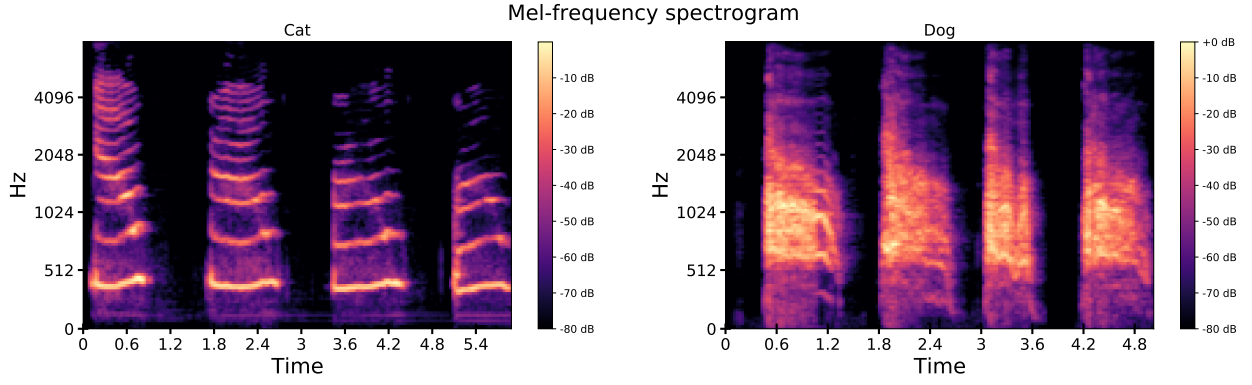 Mel-frequency spectrogram
Cat
Hz
4096
2048
1024
512
0
0 0.6 1.2 1.8 2.4 3 3.6 4.2 4.8 5.4
Time
-10 dB
-20 dB
-30 dB
-40 dB
-50 dB
-60 dB
-70 dB
-80 dB
Dog
Hz
4096
2048
1024
512
0
0 0.6 1.2 1.8 2.4 3 3.6 4.2 4.8
Time
+0 dB
-10 dB
-20 dB
-30 dB
-40 dB
-50 dB
-60 dB
-70 dB
-80 dB